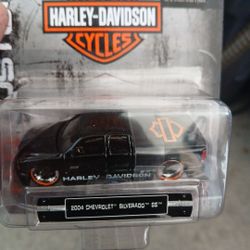 HARLEY-DAVIDSON
CYCLES
HARLEY-DAVIDSON
2004 CHEVROLET SILVERADO SS